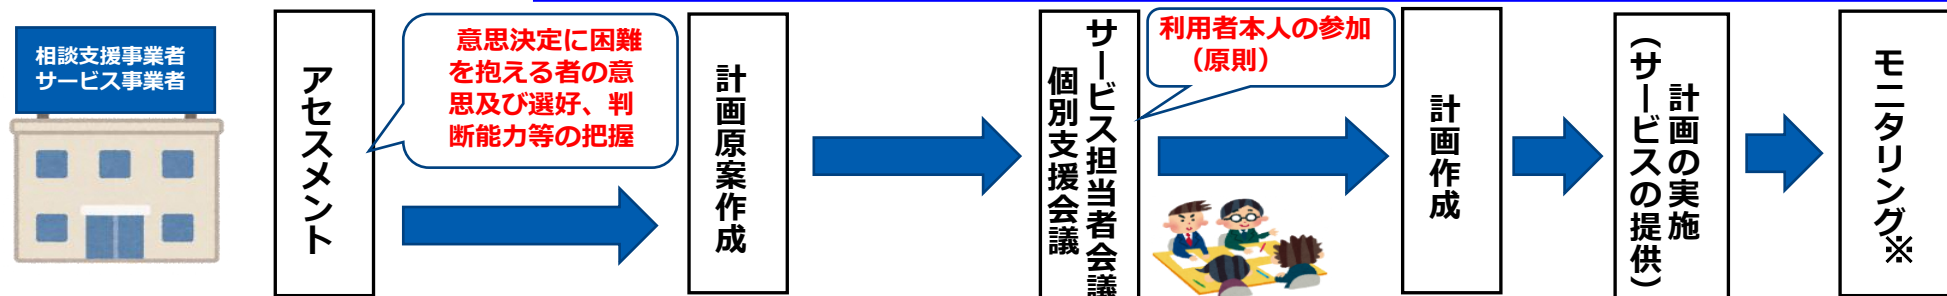 相談支援事業者
サービス事業者
アセスメント
意思決定に困難
を抱える者の意
思及び選好、判
断能力等の把握
計画原案作成
サービス担当者会議
個別支援会議
利用者本人の参加
（原則）
計画作成
計画の実施
（サービスの提供）
モニタリング※